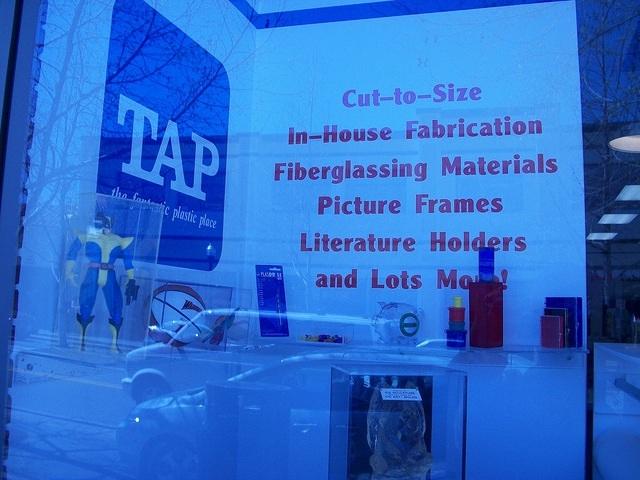 TAP
the fantastic plastic place
Cut-to-Size
In-House Fabrication
Fiberglassing Materials
Picture Frames
Literature Holders
and Lots More!